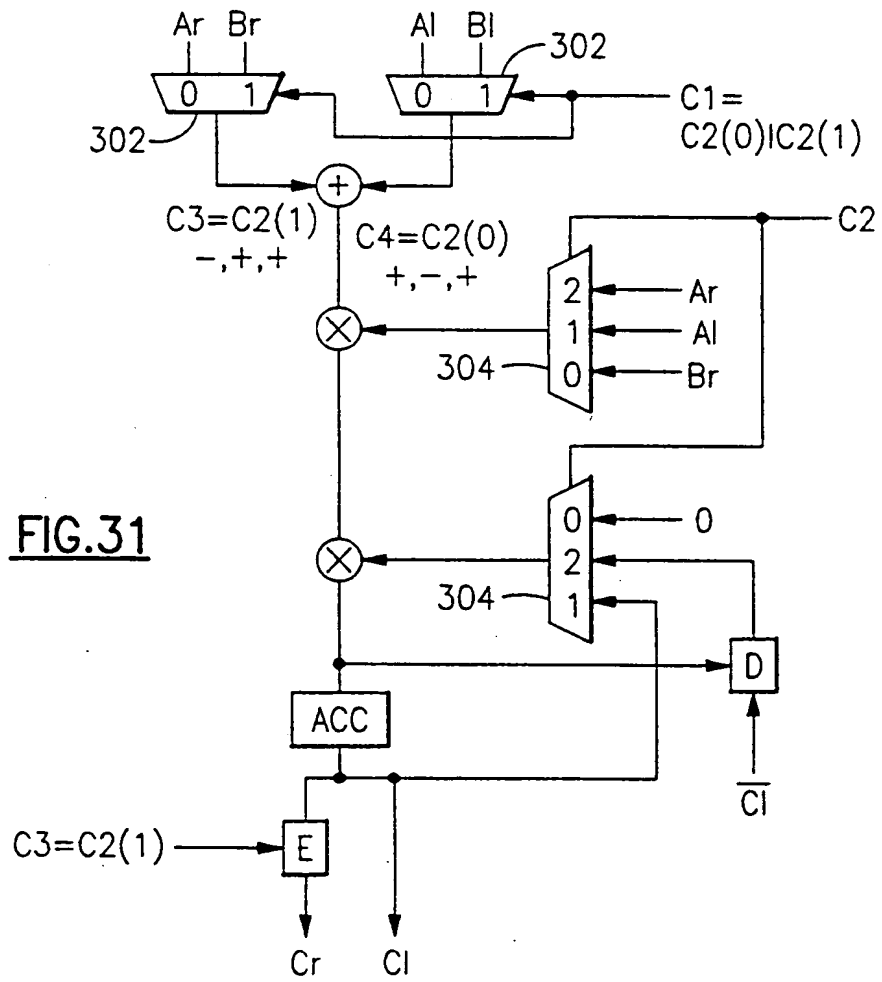 Ar Br
Al Bl
302
0 1
0 1
302
C1=
C2(0)|C2(1)
+
C3=C2(1)
-,+,+
C4=C2(0)
+,-,+
C2
2
Ar
1
Al
304
0
Br
FIG.31
0
0
2
304
1
D
ACC
C̅l̅
C3=C2(1)
E
Cr
Cl